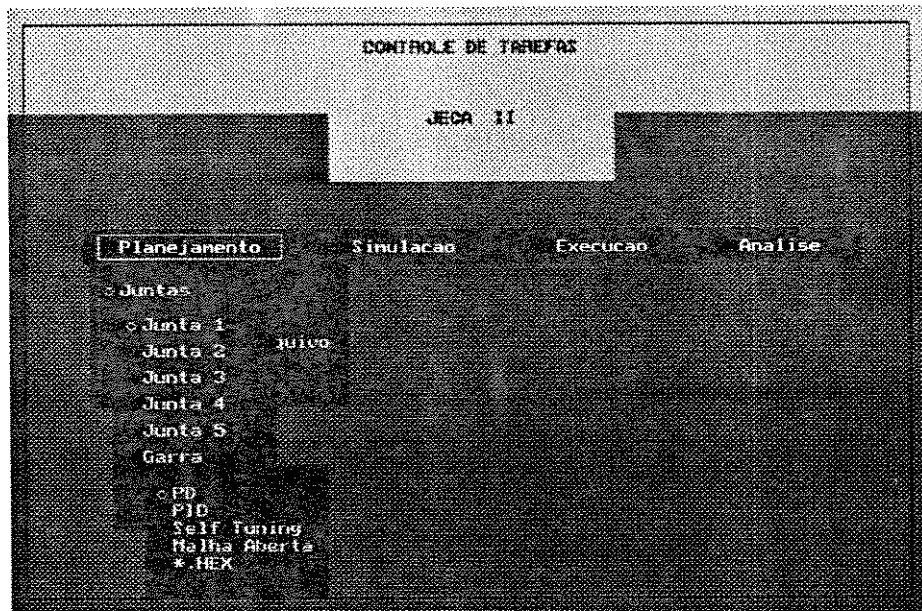 CONTROLE DE TAREFAS
JECA II
Planejamento Simulacao Execucao Analise
Juntas
Junta 1
quivo
Junta 2
Junta 3
Junta 4
Junta 5
Garra
PD
PID
Self Tuning
Malha Aberta
*.HEX